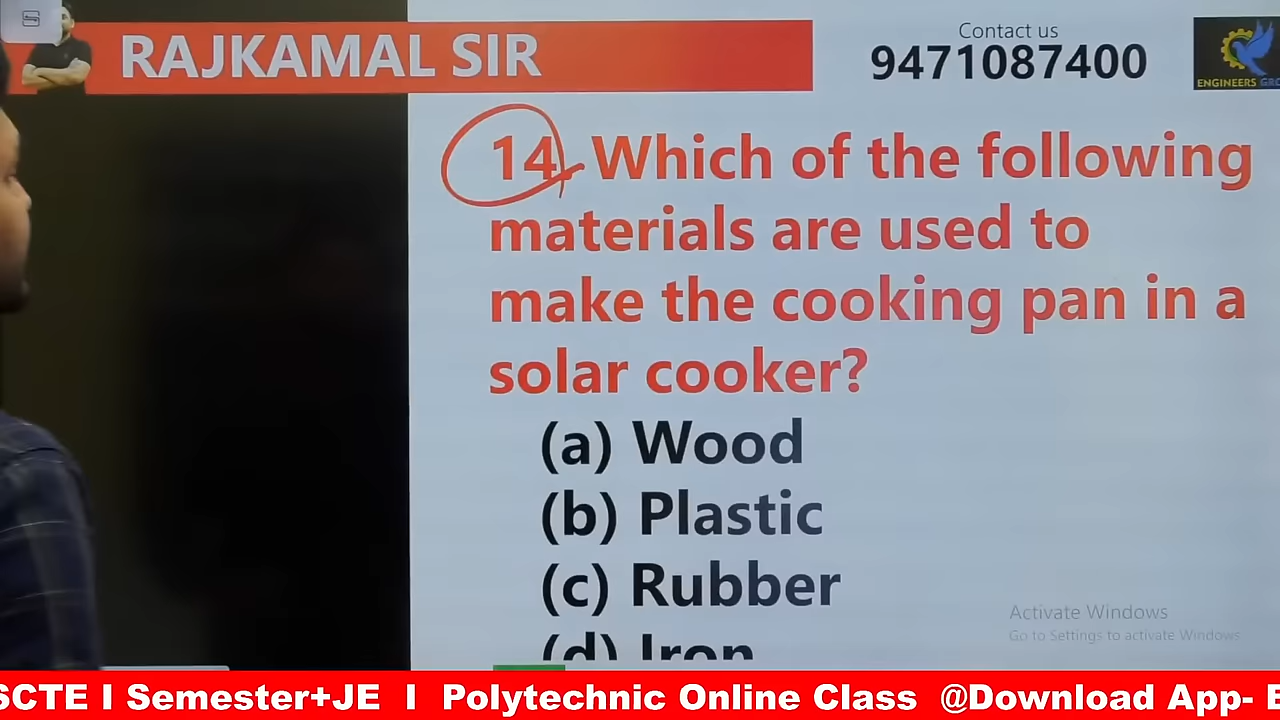 RAJKAMAL SIR
Contact us
9471087400
ENGINEERS
14. Which of the following
materials are used to
make the cooking pan in a
solar cooker?
(a) Wood
(b) Plastic
(c) Rubber
(d) Iron
Activate Windows
Go to Settings to activate Windows
SCTE I Semester+JE I Polytechnic Online Class @Download App-